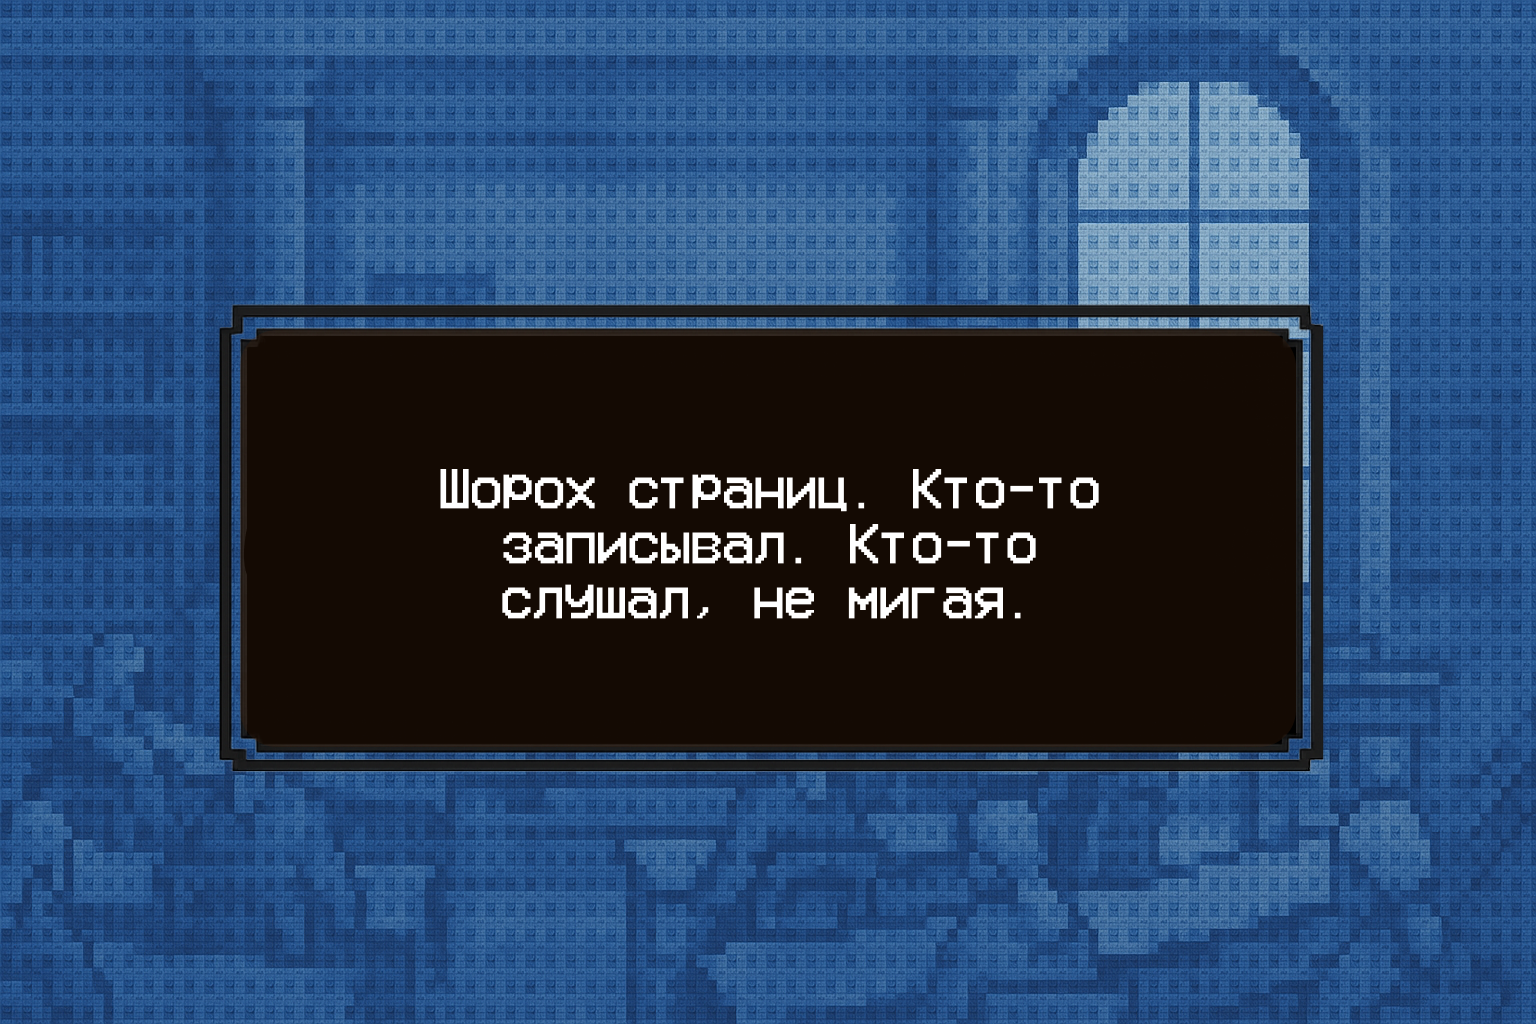 Шорох страниц. Кто-то
записывал. Кто-то
слушал, не мигая.